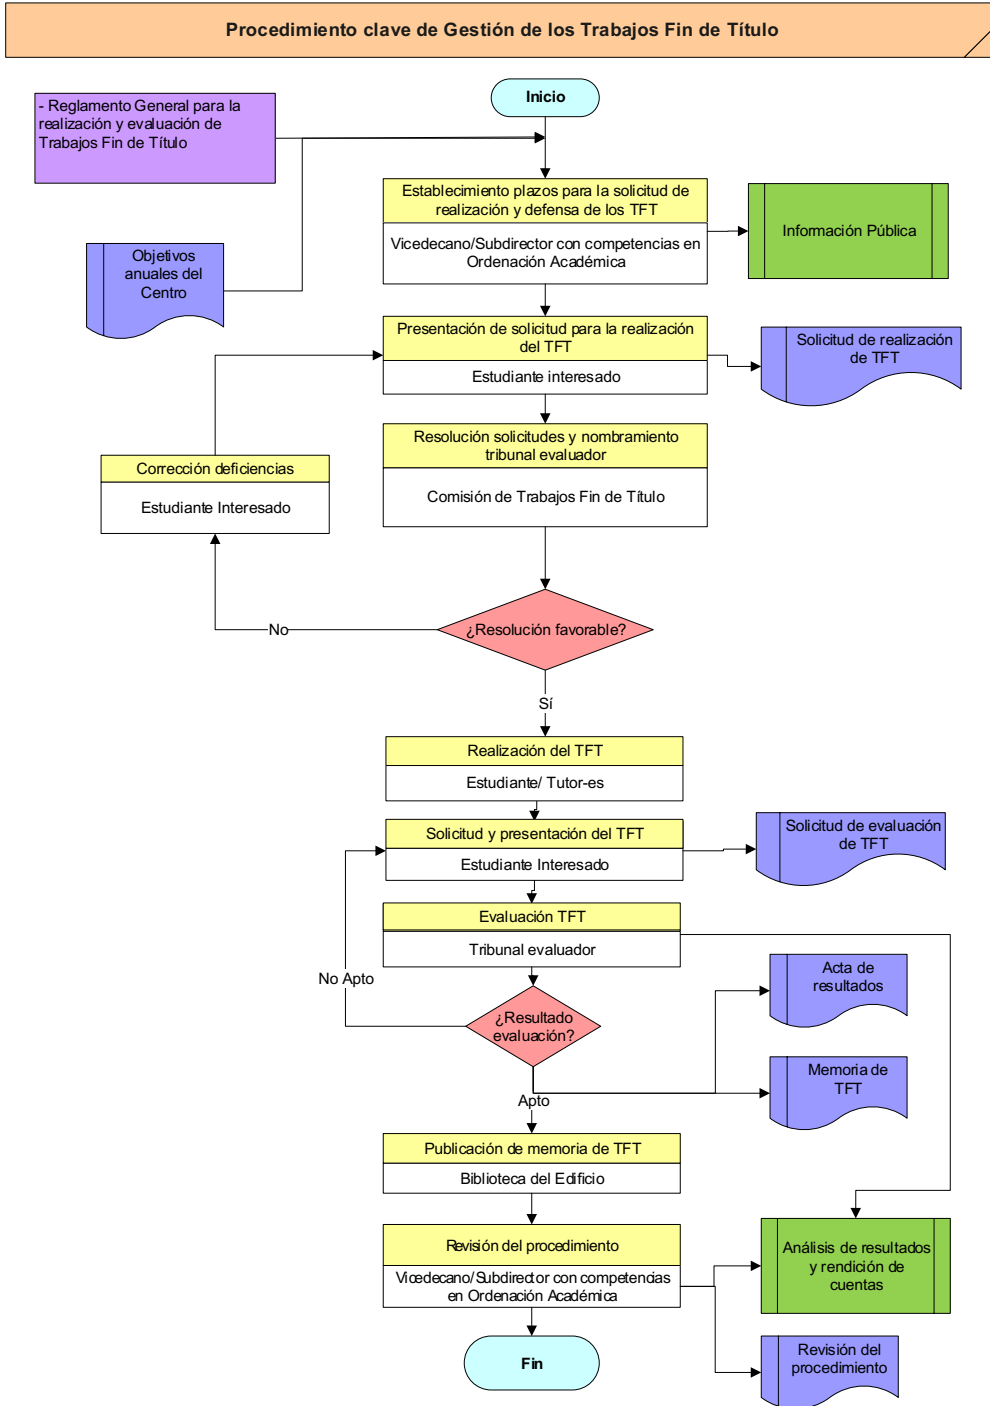 Procedimiento clave de Gestión de los Trabajos Fin de Título
Inicio
- Reglamento General para la
realización y evaluación de
Trabajos Fin de Título
Establecimiento plazos para la solicitud de
realización y defensa de los TFT
Vicedecano/Subdirector con competencias en
Ordenación Académica
Información Pública
Objetivos
anuales del
Centro
Presentación de solicitud para la realización
del TFT
Estudiante interesado
Solicitud de realización
de TFT
Resolución solicitudes y nombramiento
tribunal evaluador
Comisión de Trabajos Fin de Título
Corrección deficiencias
Estudiante Interesado
¿Resolución favorable?
No
Sí
Realización del TFT
Estudiante/ Tutor-es
Solicitud y presentación del TFT
Estudiante Interesado
Solicitud de evaluación
de TFT
Evaluación TFT
Tribunal evaluador
No Apto
Acta de
resultados
¿Resultado
evaluación?
Memoria de
TFT
Apto
Publicación de memoria de TFT
Biblioteca del Edificio
Revisión del procedimiento
Vicedecano/Subdirector con competencias
en Ordenación Académica
Análisis de resultados
y rendición de
cuentas
Fin
Revisión del
procedimiento